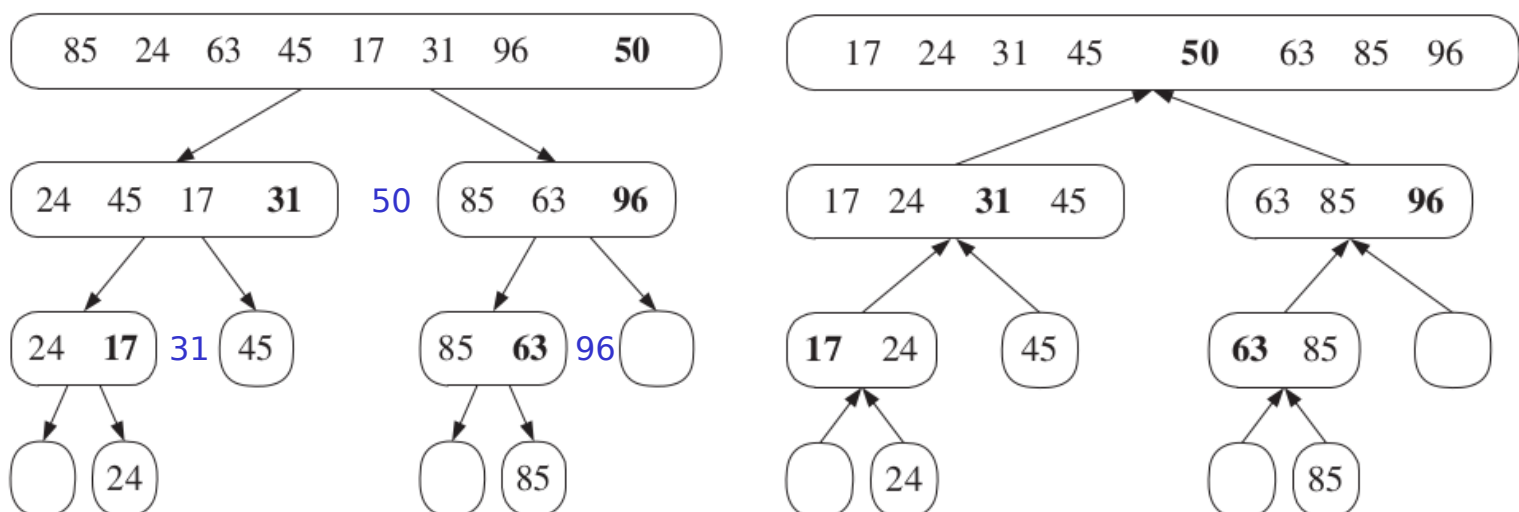 85 24 63 45 17 31 96 50
24 45 17 31 50 85 63 96
24 17 31 45 85 63 96
24 85
17 24 31 45 50 63 85 96
17 24 31 45 63 85 96
17 24 45 63 85
24 85